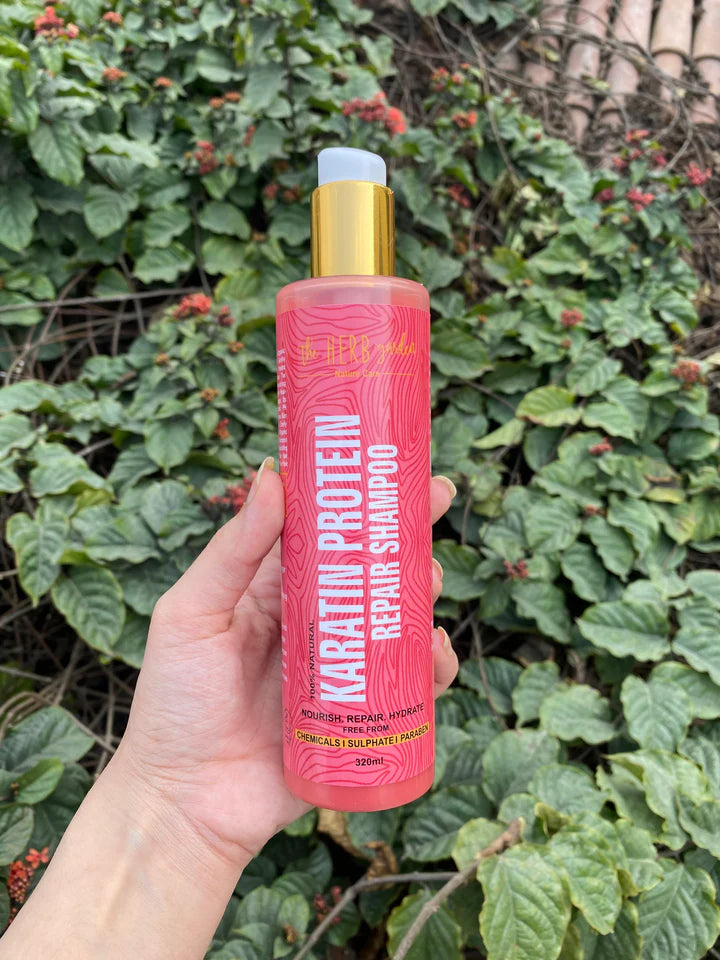 the HERB garden
Nature Care
KARATIN PROTEIN
REPAIR SHAMPOO
100% NATURAL
NOURISH. REPAIR. HYDRATE
FREE FROM
CHEMICALS I SULPHATE I PARABEN
320ml